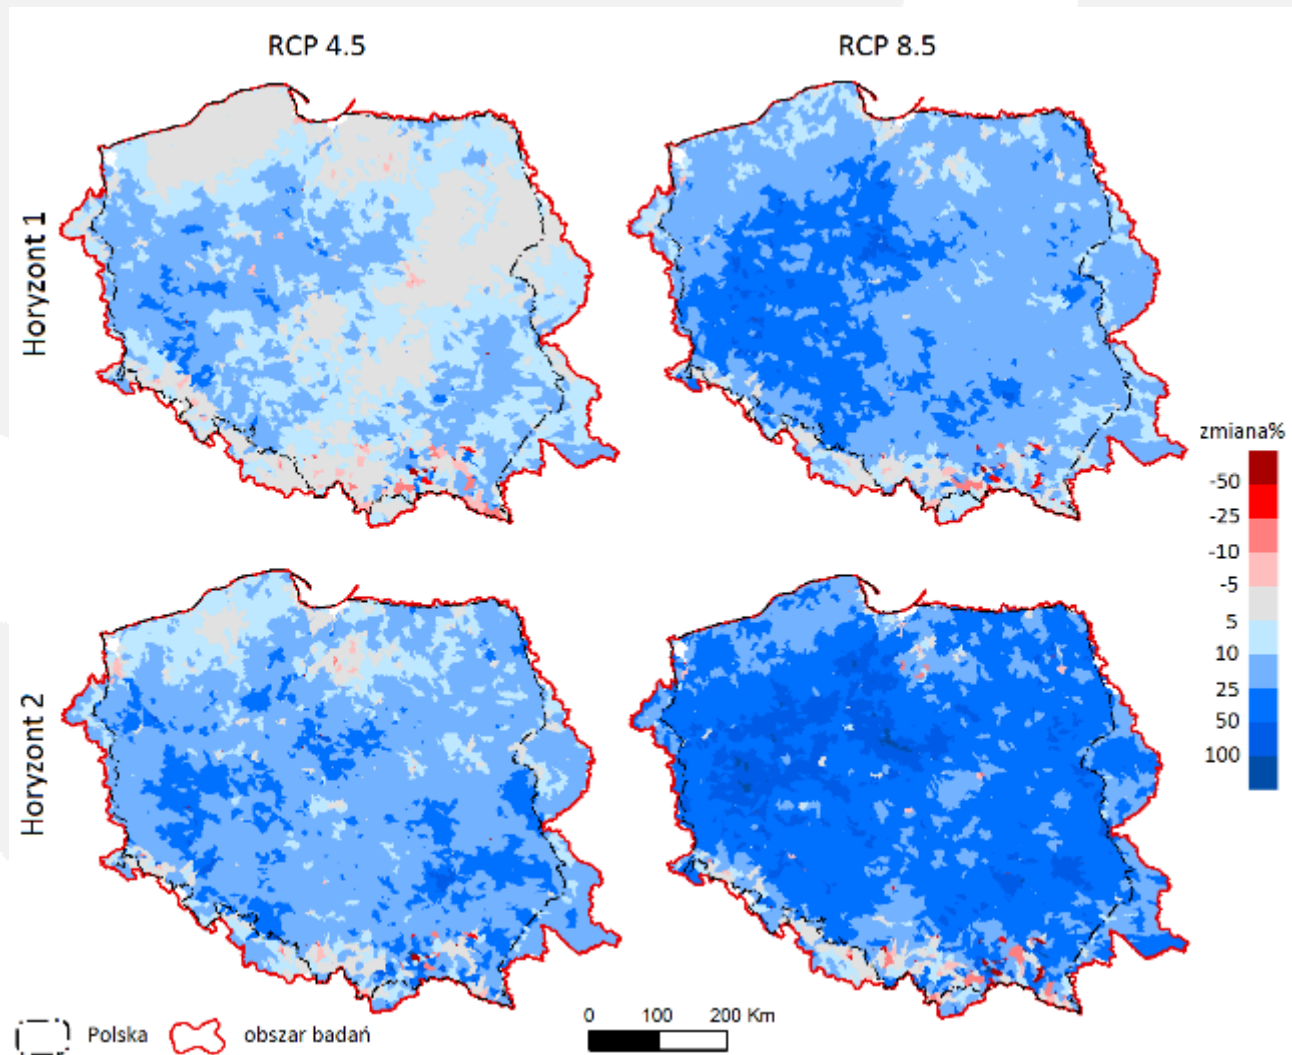 RCP 4.5
RCP 8.5
Horyzont 1
zmiana%
-50
-25
-10
-5
5
10
25
50
100
Horyzont 2
0 100 200 Km
Polska
obszar badań